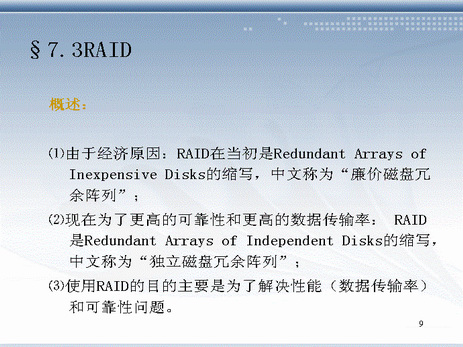 §7.3RAID
概述：
⑴由于经济原因：RAID在当初是Redundant Arrays of
Inexpensive Disks的缩写，中文称为“廉价磁盘冗
余阵列”；
⑵现在为了更高的可靠性和更高的数据传输率： RAID
是Redundant Arrays of Independent Disks的缩写，
中文称为“独立磁盘冗余阵列”；
⑶使用RAID的目的主要是为了解决性能（数据传输率）
和可靠性问题。
9